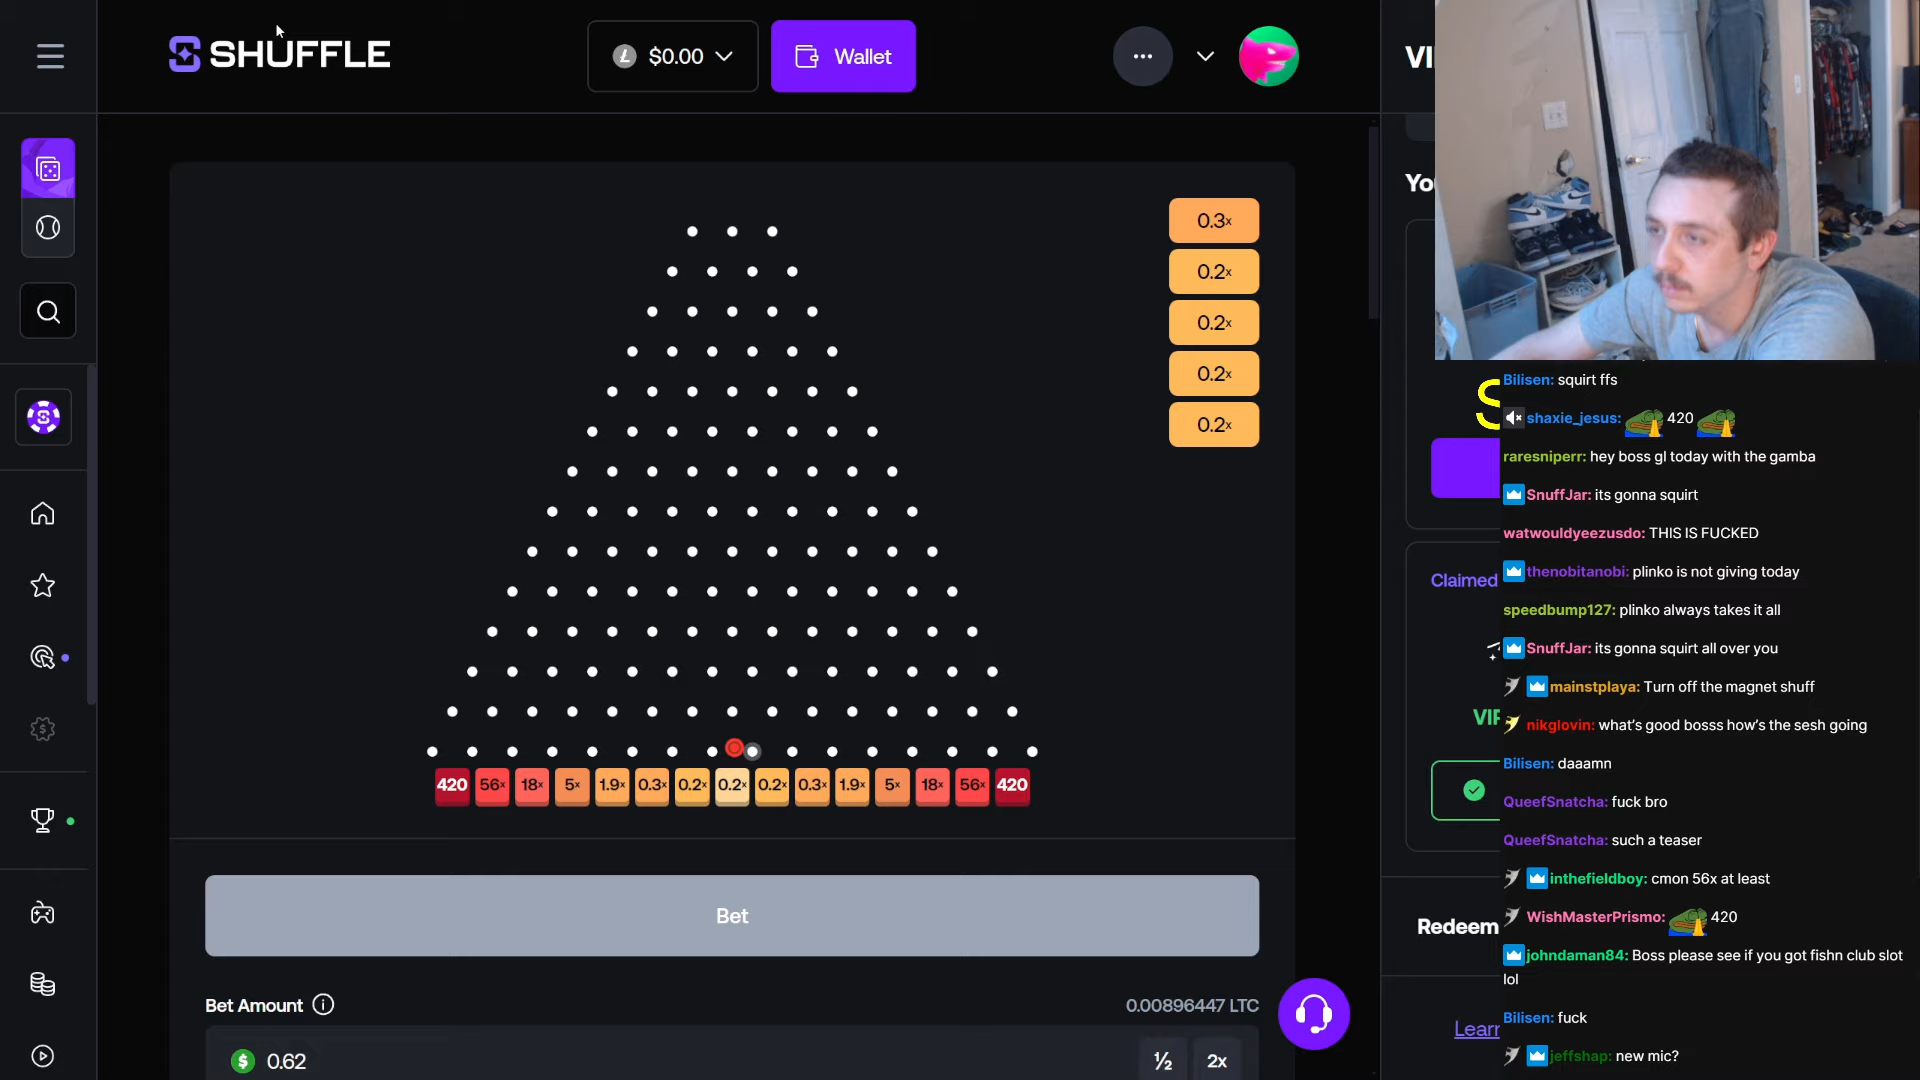 SHUFFLE
$0.00
Wallet
VI
You
0.3x
0.2x
0.2x
0.2x
0.2x
420
56x
18x
5x
1.9x
0.3x
0.2x
0.2x
0.2x
0.3x
1.9x
5x
18x
56x
420
Bet
Bet Amount
0.00896447 LTC
0.62
½
2x
S
Claimed
VIP
Redeem
Learn
Bilisen: squirt ffs
shaxie_jesus: 420
raresniperr: hey boss gl today with the gamba
SnuffJar: its gonna squirt
watwouldyeezusdo: THIS IS FUCKED
thenobitanobi: plinko is not giving today
speedbump127: plinko always takes it all
SnuffJar: its gonna squirt all over you
mainstplaya: Turn off the magnet shuff
nikglovin: what's good bosss how's the sesh going
Bilisen: daaamn
QueefSnatcha: fuck bro
QueefSnatcha: such a teaser
inthefieldboy: cmon 56x at least
WishMasterPrismo: 420
johndaman84: Boss please see if you got fishn club slot
lol
Bilisen: fuck
jeffshap: new mic?